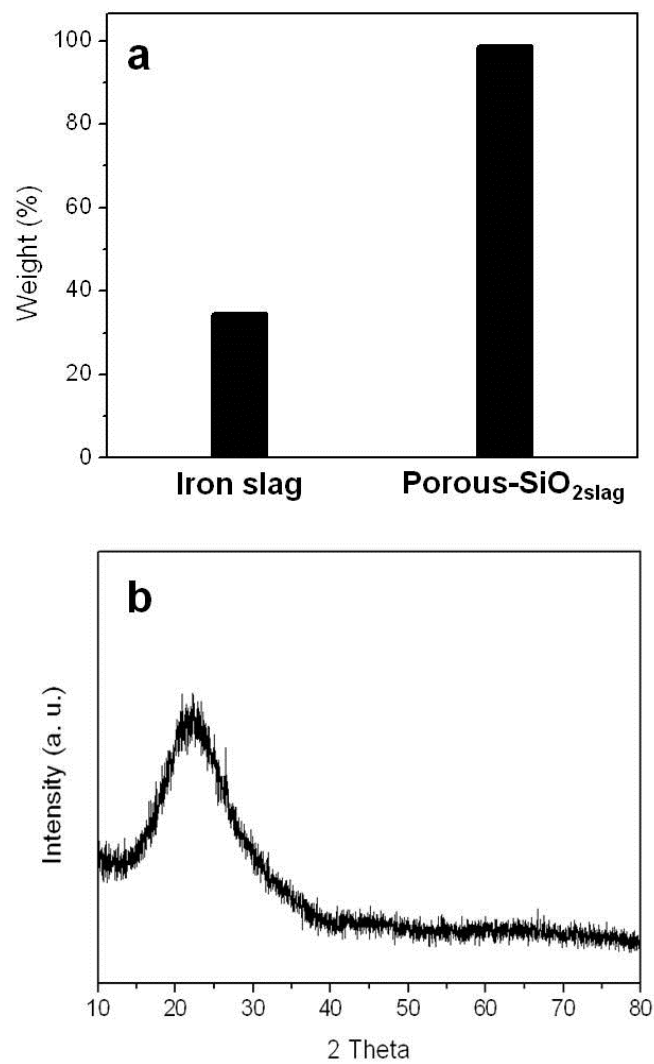 a
100
80
60
40
20
0
Weight (%)
Iron slag Porous-SiO₂slag
b
Intensity (a. u.)
10 20 30 40 50 60 70 80
2 Theta